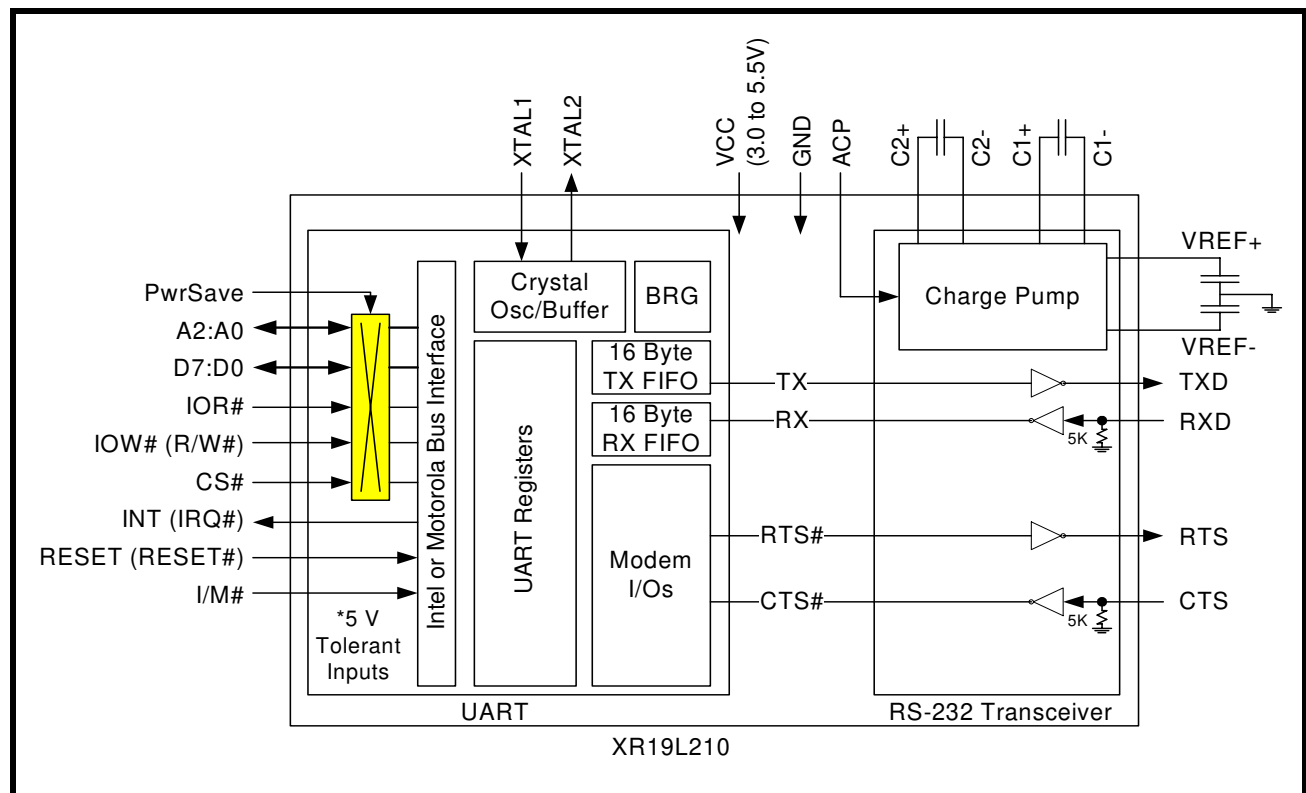 XTAL1
XTAL2
VCC
(3.0 to 5.5V)
GND
ACP
C2+
C2-
C1+
C1-
PwrSave
A2:A0
D7:D0
IOR#
IOW# (R/W#)
CS#
INT (IRQ#)
RESET (RESET#)
I/M#
*5 V
Tolerant
Inputs
Intel or Motorola Bus Interface
Crystal
Osc/Buffer
BRG
UART Registers
16 Byte
TX FIFO
16 Byte
RX FIFO
Modem
I/Os
TX
RX
RTS#
CTS#
Charge Pump
VREF+
VREF-
TXD
5K
RXD
RTS
5K
CTS
UART
RS-232 Transceiver
XR19L210